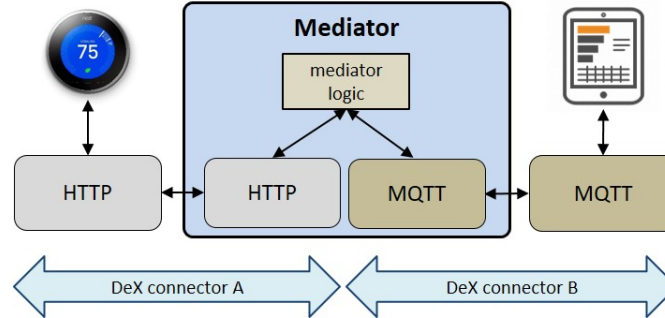 Mediator
75
mediator
logic
HTTP
HTTP
MQTT
MQTT
DeX connector A
DeX connector B